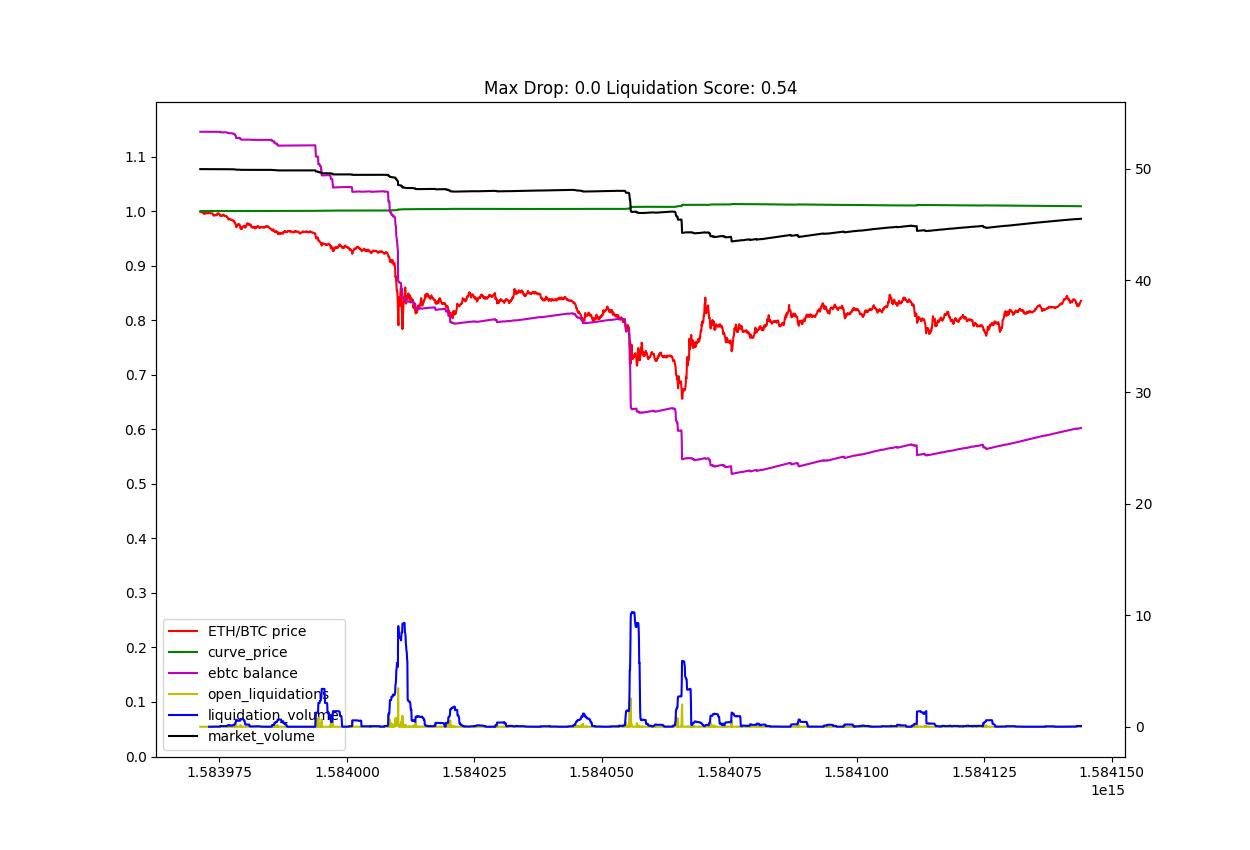 Max Drop: 0.0 Liquidation Score: 0.54
1.1
1.0
0.9
0.8
0.7
0.6
0.5
0.4
0.3
0.2
0.1
0.0
50
40
30
20
10
0
ETH/BTC price
curve_price
ebtc balance
open_liquidations
liquidation_volume
market_volume
1.583975 1.584000 1.584025 1.584050 1.584075 1.584100 1.584125 1.584150
1e15